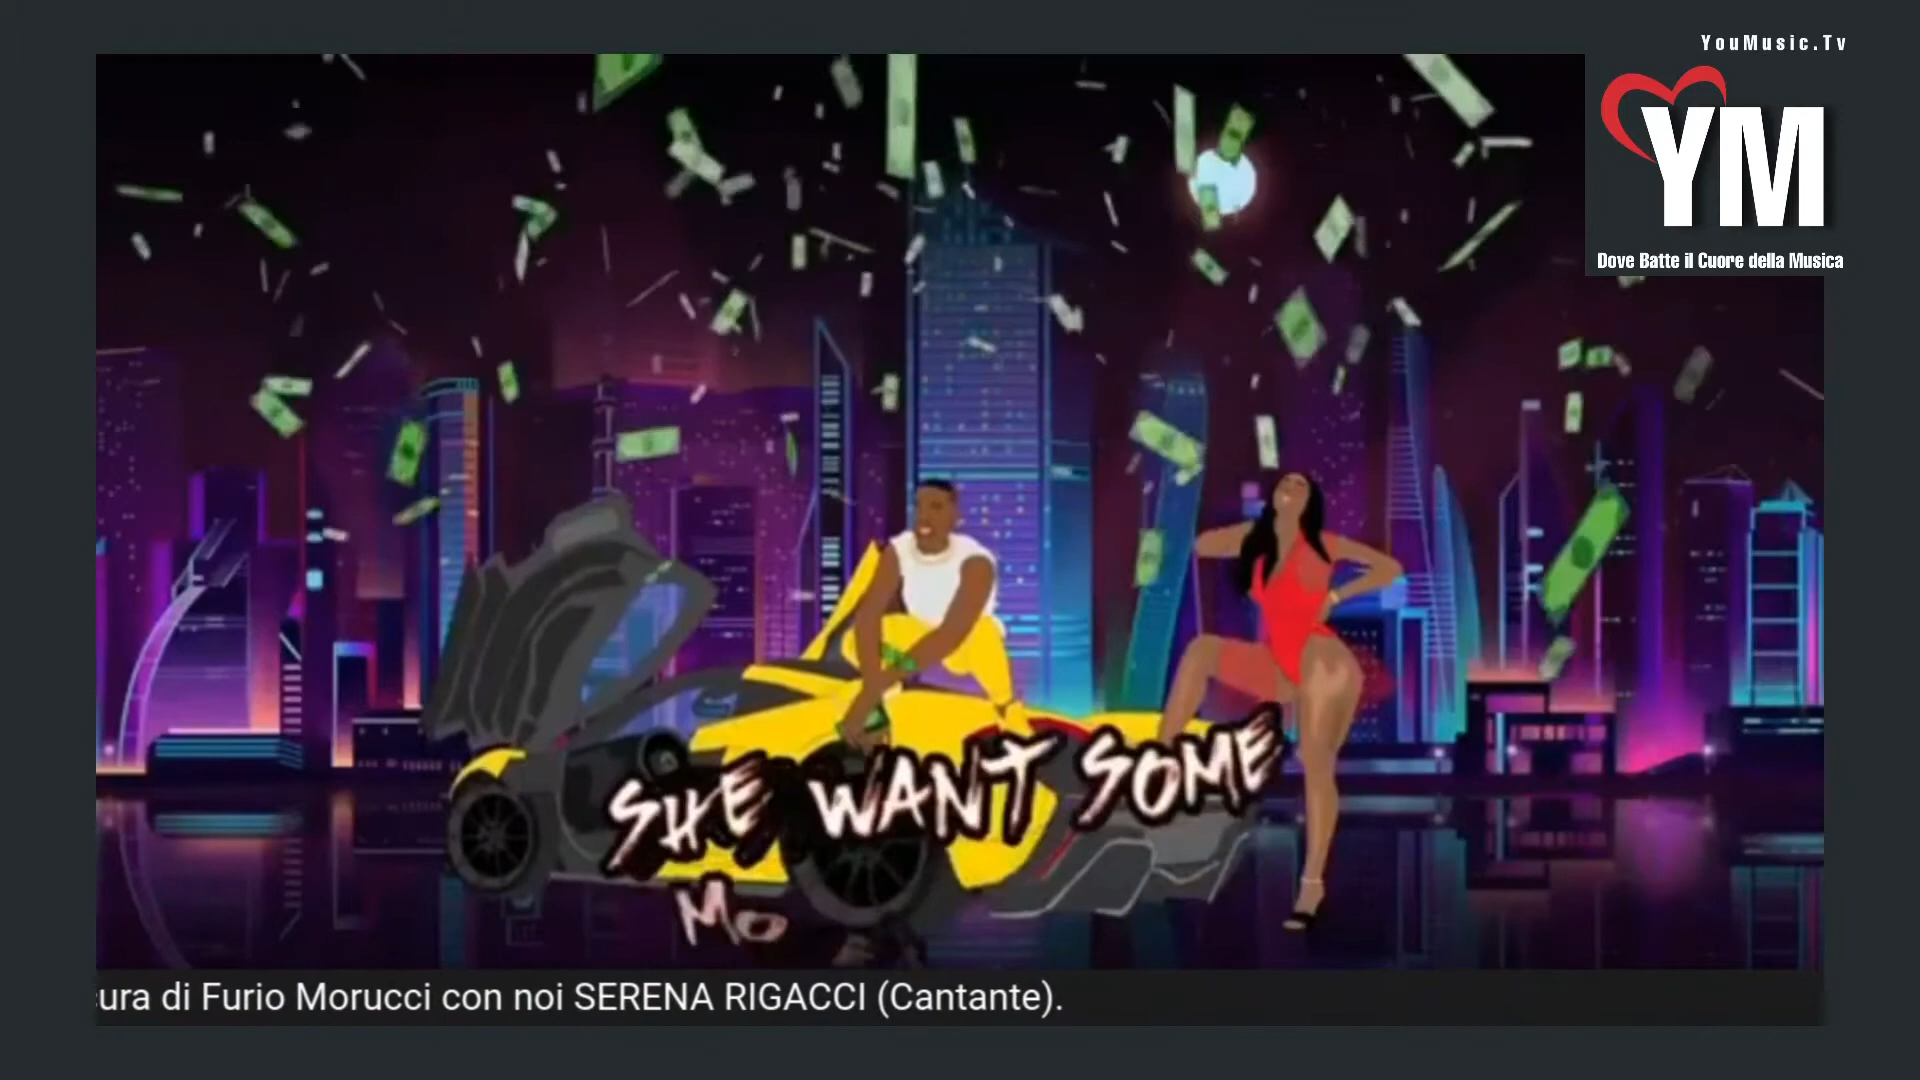 YouMusic.Tv
YM
Dove Batte il Cuore della Musica
SHE WANT SOME
Mo
cura di Furio Morucci con noi SERENA RIGACCI (Cantante).